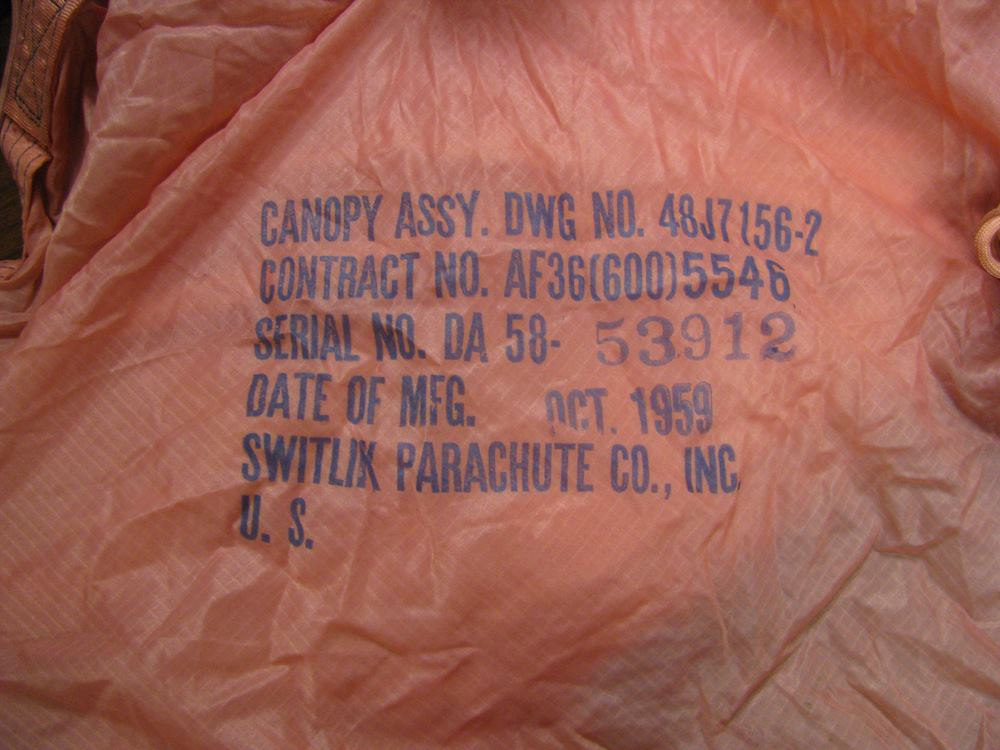 CANOPY ASSY. DWG NO. 48J7156-2
CONTRACT NO. AF36(600)5546
SERIAL NO. DA 58- 53912
DATE OF MFG. OCT. 1959
SWITLIK PARACHUTE CO., INC.
U. S.